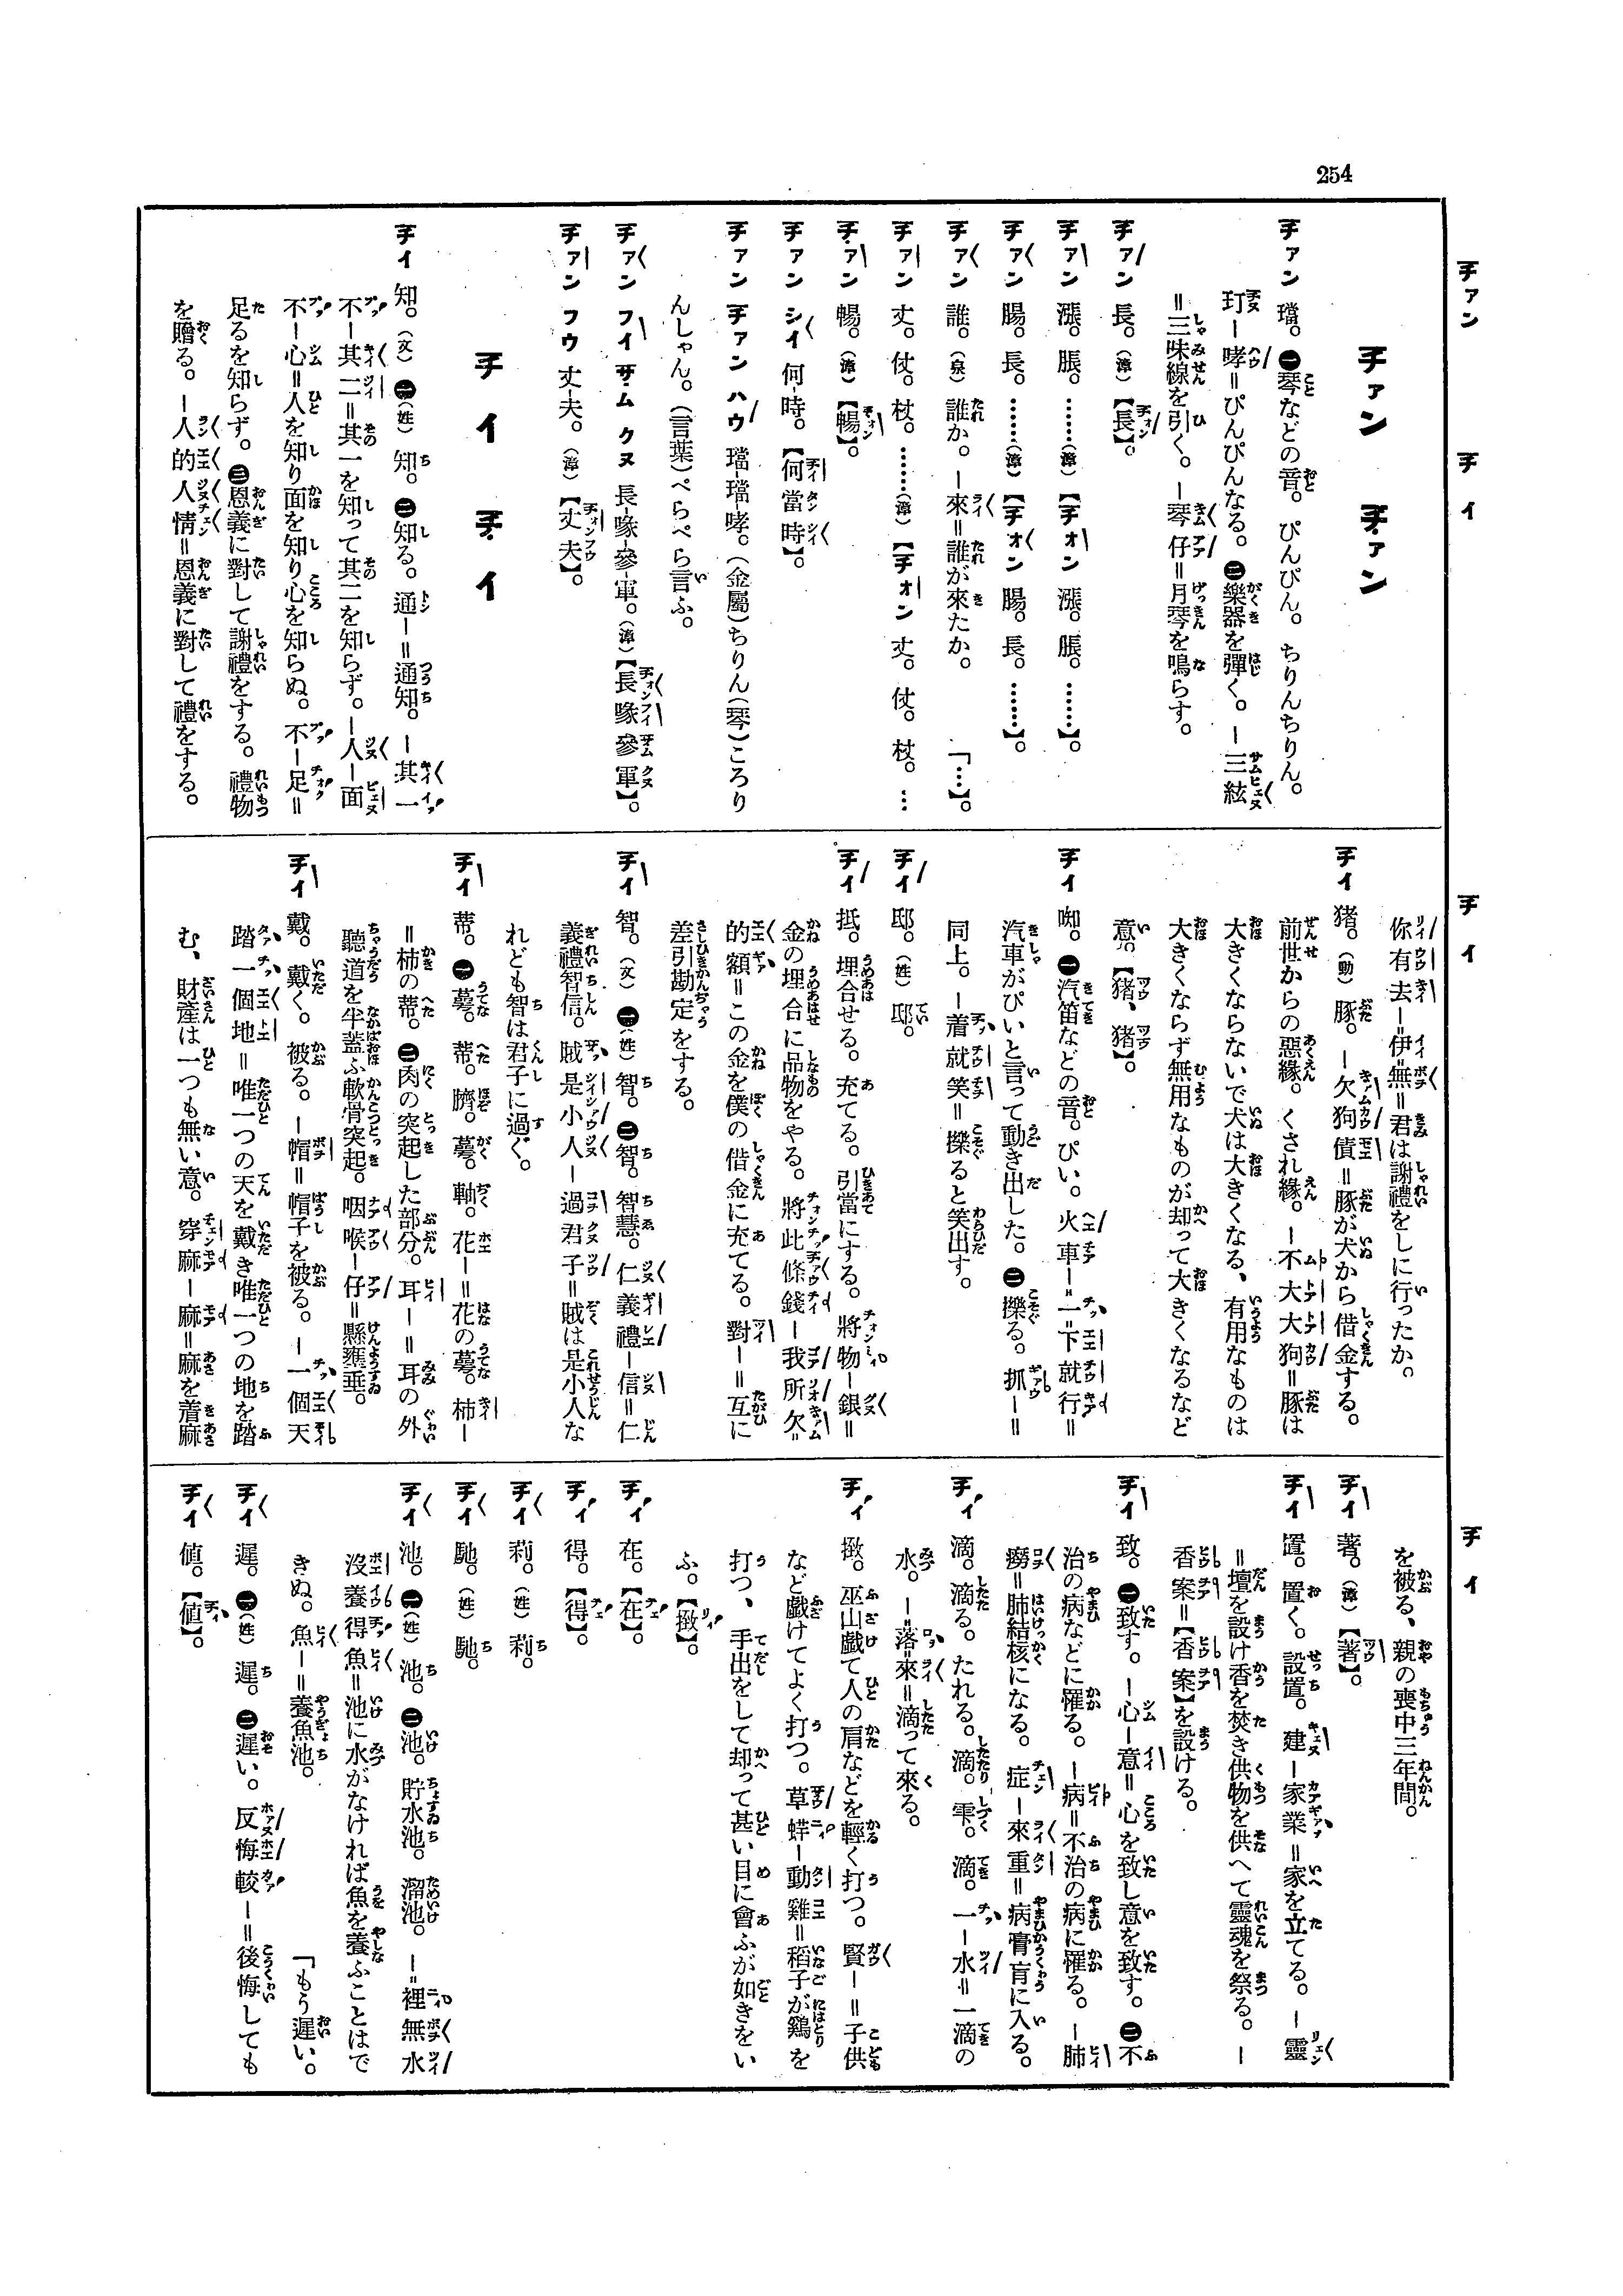 254
チァン
チイ
チイ
チイ
チァン チァン
チァン 璫。㊀琴などの音。ぴんぴん。ちりんちりん。
玎-哮=ぴんぴんなる。㊁樂器を彈く。-三絃
=三味線を引く。-琴仔=月琴を鳴らす。
チァン 長。(漳)【長】。
チァン 漲。脹。……(漳)【チォン 漲。脹。……】。
チァン 腸。長。……(漳)【チォン 腸。長。……】。
チァン 誰。(泉)誰か。-來=誰が來たか。「…】。
チァン 丈。仗。杖。……(漳)【チォン 丈。仗。杖。…
チァン 暢。(漳)【暢】。
チァン シイ 何-時。【何當時】。
チァン チァン ハウ 璫-璫-哮。(金屬)ちりん(琴)ころり
んしゃん。(言葉)ぺらぺら言ふ。
チァン フイ サム クヌ 長-喙-參-軍。(漳)【長喙參軍】。
チァン フウ 丈-夫。(漳)【丈夫】。
チイ チイ
チイ 知。(文)㊀(姓)知。㊁知る。通-=通知。-其一
不-其二=其一を知って其二を知らず。-人-面
不-心=人を知り面を知り心を知らぬ。不-足=
足るを知らず。㊂恩義に對して謝禮をする。禮物
を贈る。-人的人情=恩義に對して禮をする。
你有去-伊無=君は謝禮をしに行ったか。
チイ 猪。(動)豚。-欠狗債=豚が犬から借金する。
前世からの惡緣。くされ緣。-不大大狗=豚は
大きくならないで犬は大きくなる、有用なものは
大きくならず無用なものが却って大きくなるなど
意。【猪、猪】。
チイ 㗂。㊀汽笛などの音。ぴい。火車-一下就行=
汽車がぴいと言って動き出した。㊁擽る。抓-=
同上。-着就笑=擽ると笑出す。
チイ 邸。(姓)邸。
チイ 抵。埋合せる。充てる。引當にする。將物-銀=
金の埋合に品物をやる。將此條錢-我所欠
的額=この金を僕の借金に充てる。對-=互に
差引勘定をする。
チイ 智。(文)㊀(姓)智。㊁智。智慧。仁義禮-信=仁
義禮智信。賊是小人-過君子=賊は是小人な
れども智は君子に過ぐ。
チイ 蒂。㊀蕚。蒂。臍。蕚。軸。花-=花の蕚。柿-
=柿の蒂。㊁肉の突起した部分。耳-=耳の外
聽道を半蓋ふ軟骨突起。咽喉-仔=懸壅垂。
チイ 戴。戴く。被る。-帽=帽子を被る。-一個天
踏一個地=唯一つの天を戴き唯一つの地を踏
む、財產は一つも無い意。穿麻-麻=麻を着麻
を被る、親の喪中三年間。
チイ 著。(漳)【著】。
チイ 置。置く。設置。建-家業=家を立てる。-靈
=壇を設け香を焚き供物を供へて靈魂を祭る。-
香案=【香案】を設ける。
チイ 致。㊀致す。-心-意=心を致し意を致す。㊁不
治の病などに罹る。-病=不治の病に罹る。-肺
癆=肺結核になる。症-來重=病膏肓に入る。
チイ 滴。滴る。たれる。滴。雫。滴。一-水=一滴の
水。-落來=滴って來る。
チイ 撴。巫山戲て人の肩などを輕く打つ。賢-=子供
など戲けてよく打つ。草蜢-動雞=稻子が鷄を
打つ、手出をして却って甚い目に會ふが如きをい
ふ。
チイ 在。【在】。
チイ 得。【得】。
チイ 莉。(姓)莉。
チイ 馳。(姓)馳。
チイ 池。㊀(姓)池。㊁池。貯水池。溜池。-裡無水
沒養得魚=池に水がなければ魚を養ふことはで
きぬ。魚-=養魚池。「もう遲い。
チイ 遲。㊀(姓)遲。㊁遲い。反悔較-=後悔しても
チイ 値。【値】。